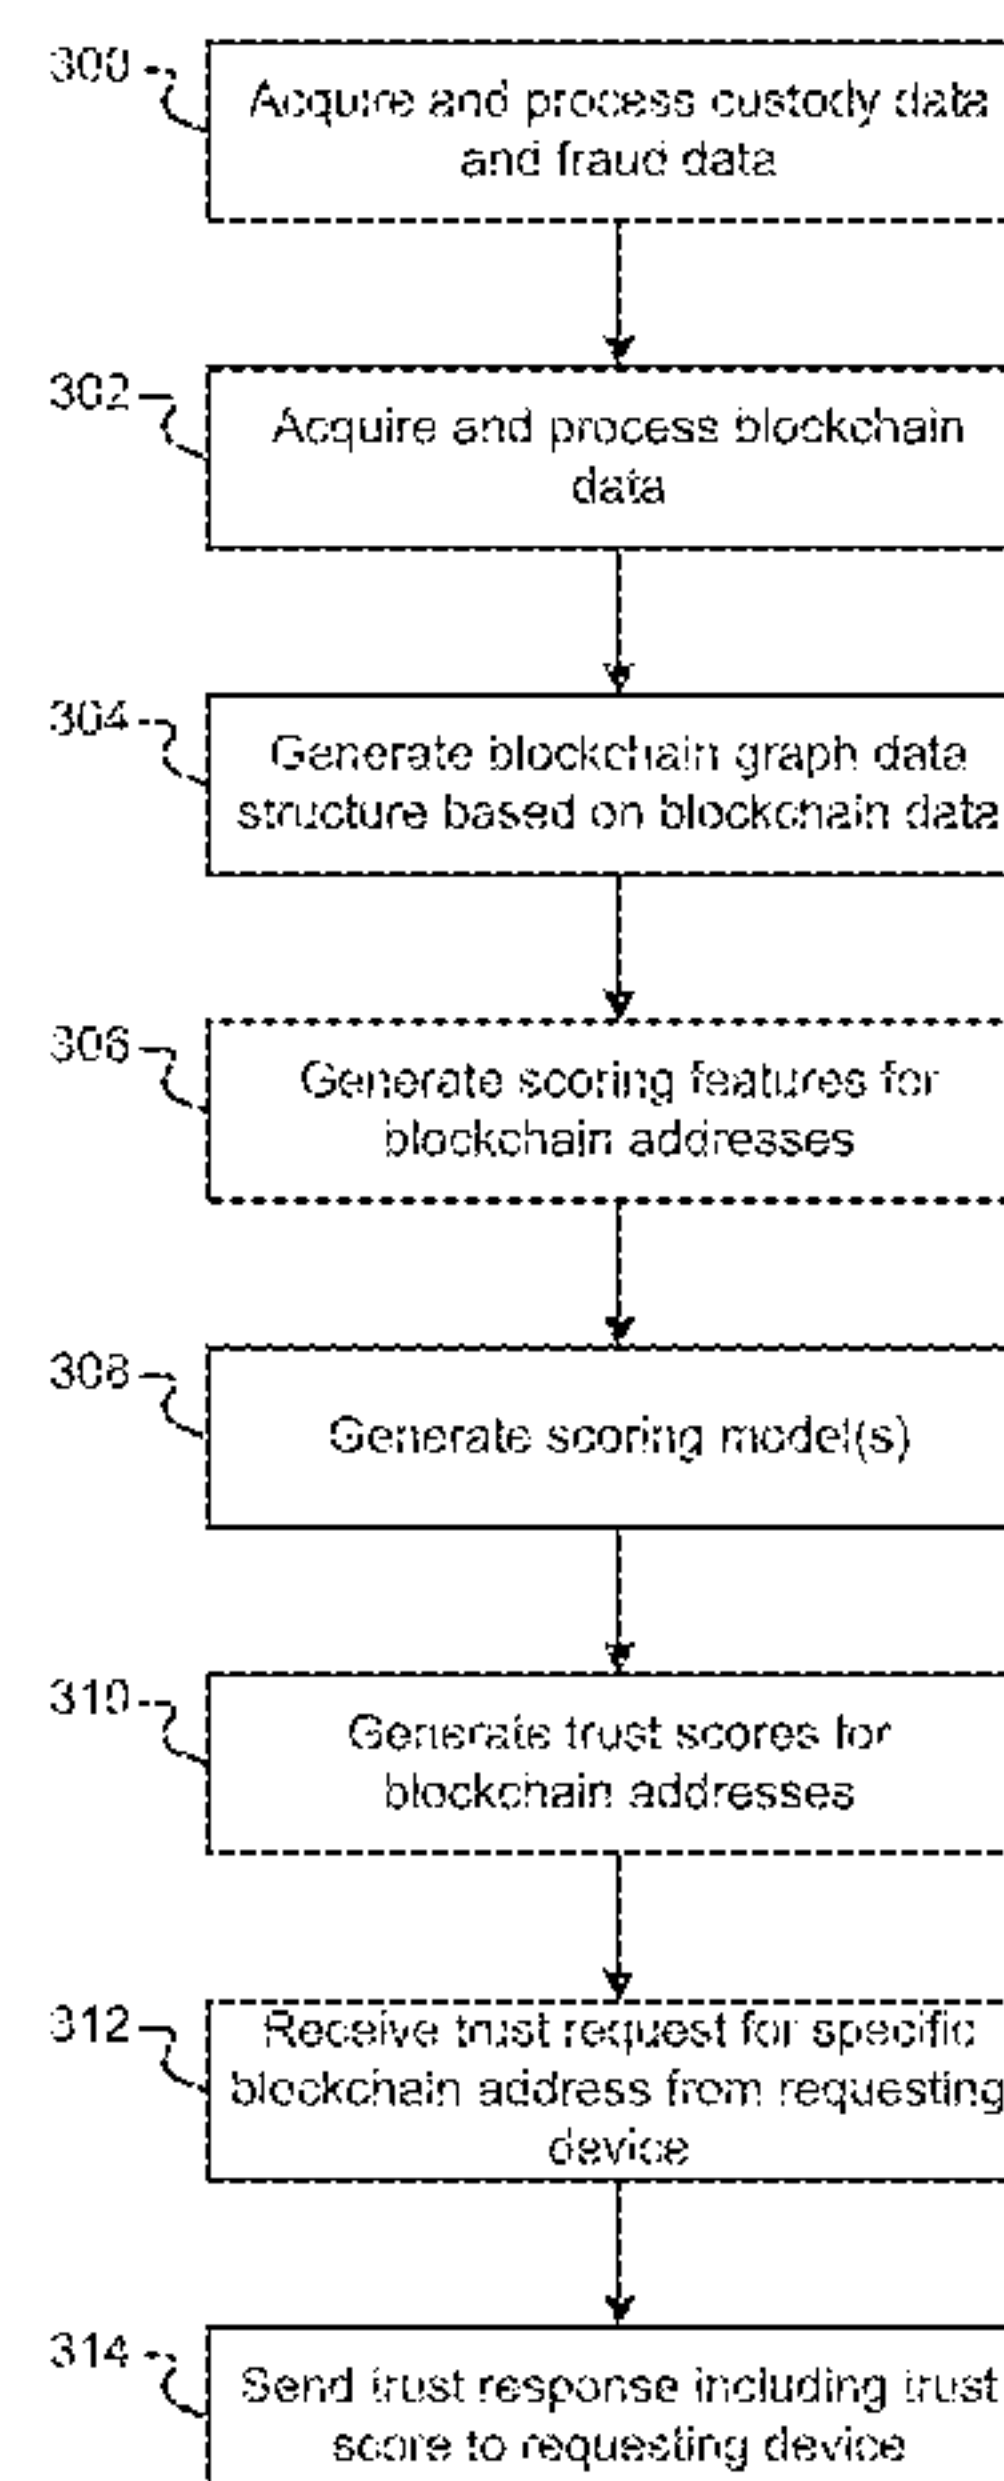 300
Acquire and process custody data
and fraud data
302
Acquire and process blockchain
data
304
Generate blockchain graph data
structure based on blockchain data
306
Generate scoring features for
blockchain addresses
308
Generate scoring model(s)
310
Generate trust scores for
blockchain addresses
312
Receive trust request for specific
blockchain address from requesting
device
314
Send trust response including trust
score to requesting device